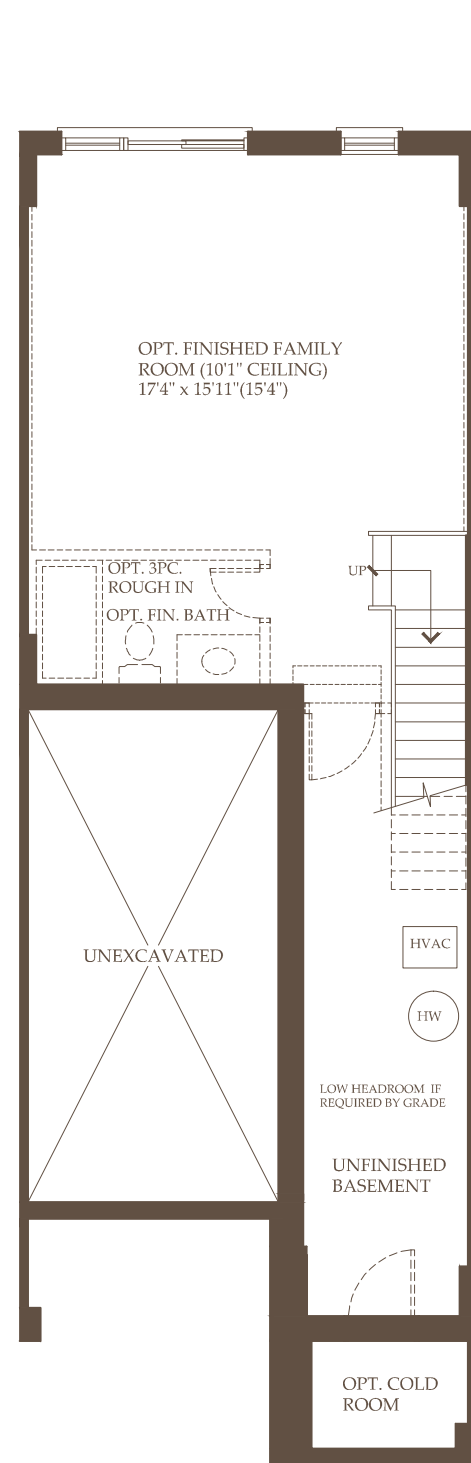 OPT. FINISHED FAMILY
ROOM (10'1" CEILING)
17'4" x 15'11"(15'4")
OPT. 3PC.
ROUGH IN
UP
OPT. FIN. BATH
UNEXCAVATED
HVAC
HW
LOW HEADROOM IF
REQUIRED BY GRADE
UNFINISHED
BASEMENT
OPT. COLD
ROOM